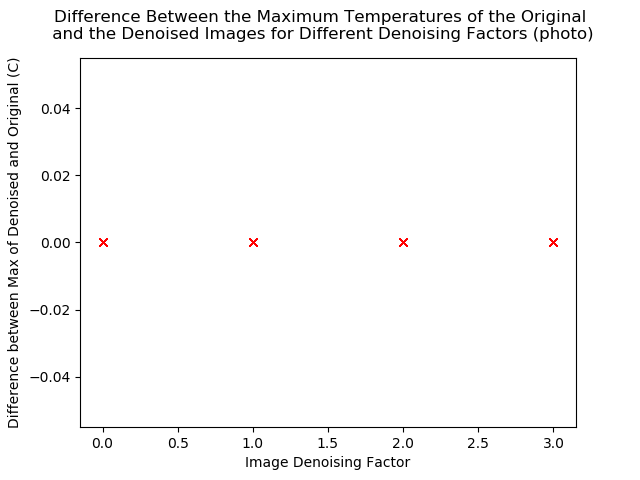 Difference Between the Maximum Temperatures of the Original
and the Denoised Images for Different Denoising Factors (photo)
Difference between Max of Denoised and Original (C)
0.04
0.02
0.00
−0.02
−0.04
0.0 0.5 1.0 1.5 2.0 2.5 3.0
Image Denoising Factor